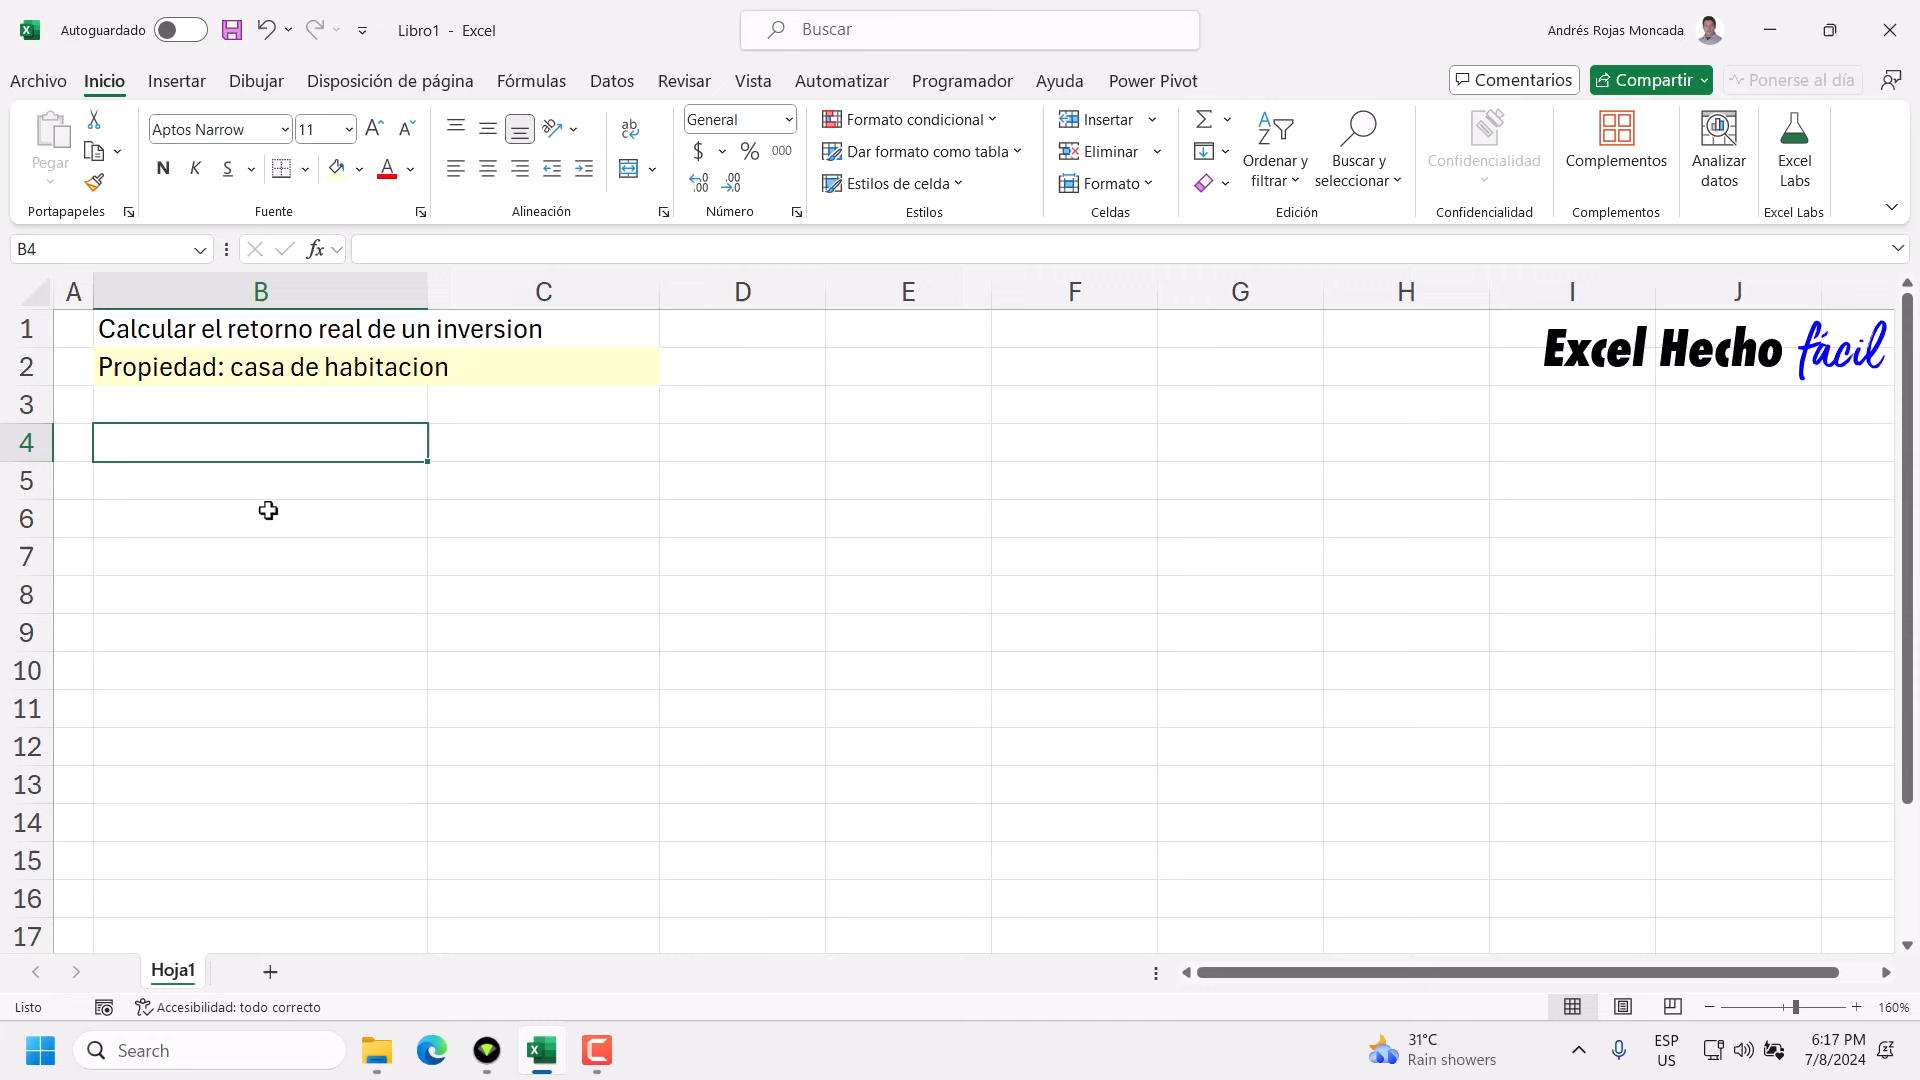 Autoguardado
Libro1 - Excel
Buscar
Andrés Rojas Moncada
Archivo Inicio Insertar Dibujar Disposición de página Fórmulas Datos Revisar Vista Automatizar Programador Ayuda Power Pivot
Comentarios
Compartir
Ponerse al día
Pegar
Portapapeles
Aptos Narrow
11
N K S
Fuente
Alineación
General
$ % 000
Número
Formato condicional
Dar formato como tabla
Estilos de celda
Estilos
Insertar
Eliminar
Formato
Celdas
Ordenar y filtrar
Buscar y seleccionar
Edición
Confidencialidad
Confidencialidad
Complementos
Complementos
Analizar datos
Excel Labs
Excel Labs
B4
fx
A B C D E F G H I J
1 Calcular el retorno real de un inversion
Excel Hecho fácil
2 Propiedad: casa de habitacion
3
4
5
6
7
8
9
10
11
12
13
14
15
16
17
Hoja1
Listo
Accesibilidad: todo correcto
160%
Search
31°C
Rain showers
ESP
US
6:17 PM
7/8/2024